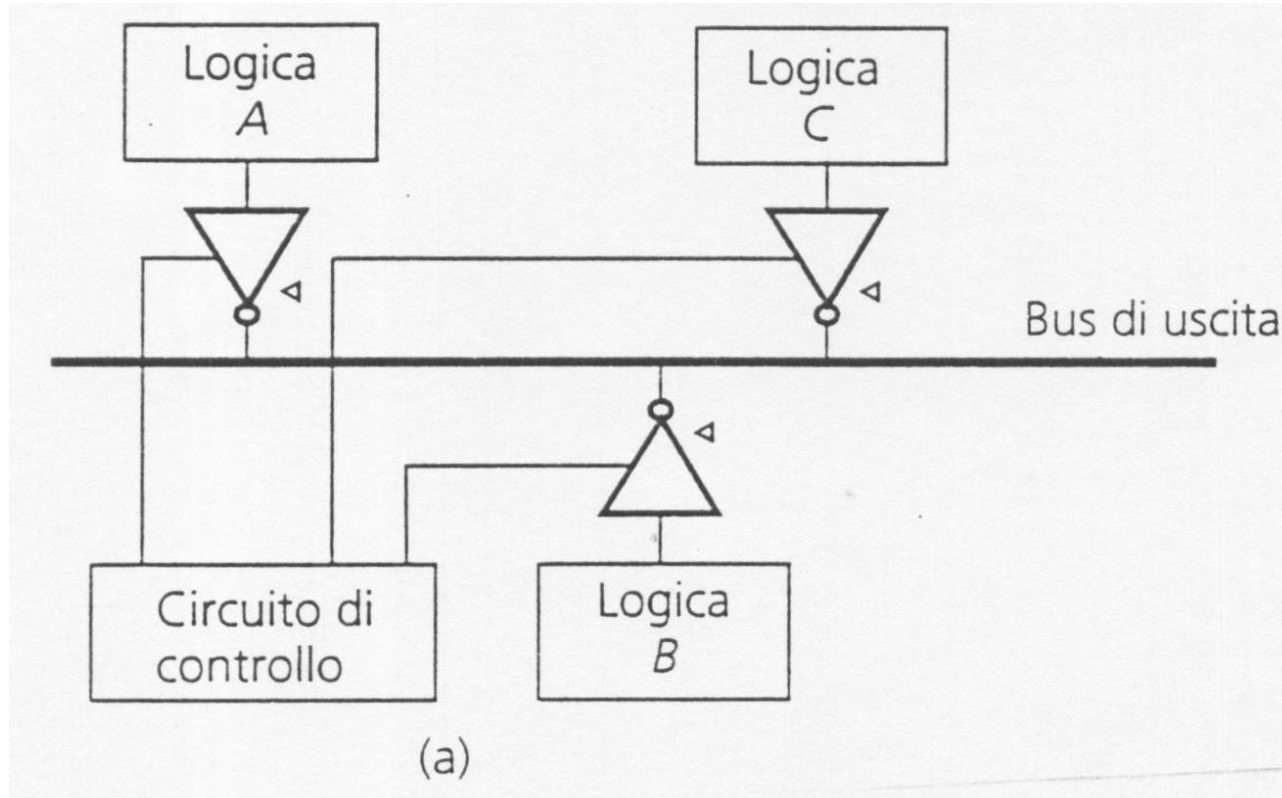 Logica
A
Logica
C
Bus di uscita
Circuito di
controllo
Logica
B
(a)